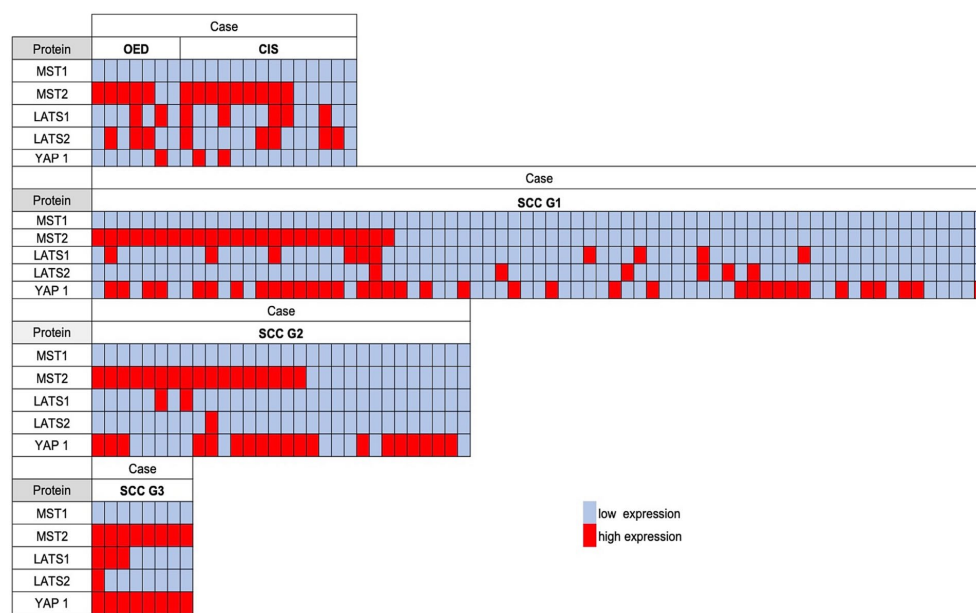 Case
Protein OED CIS
MST1
MST2
LATS1
LATS2
YAP 1
Case
Protein SCC G1
MST1
MST2
LATS1
LATS2
YAP 1
Case
Protein SCC G2
MST1
MST2
LATS1
LATS2
YAP 1
Case
Protein SCC G3
MST1
low expression
MST2
high expression
LATS1
LATS2
YAP 1